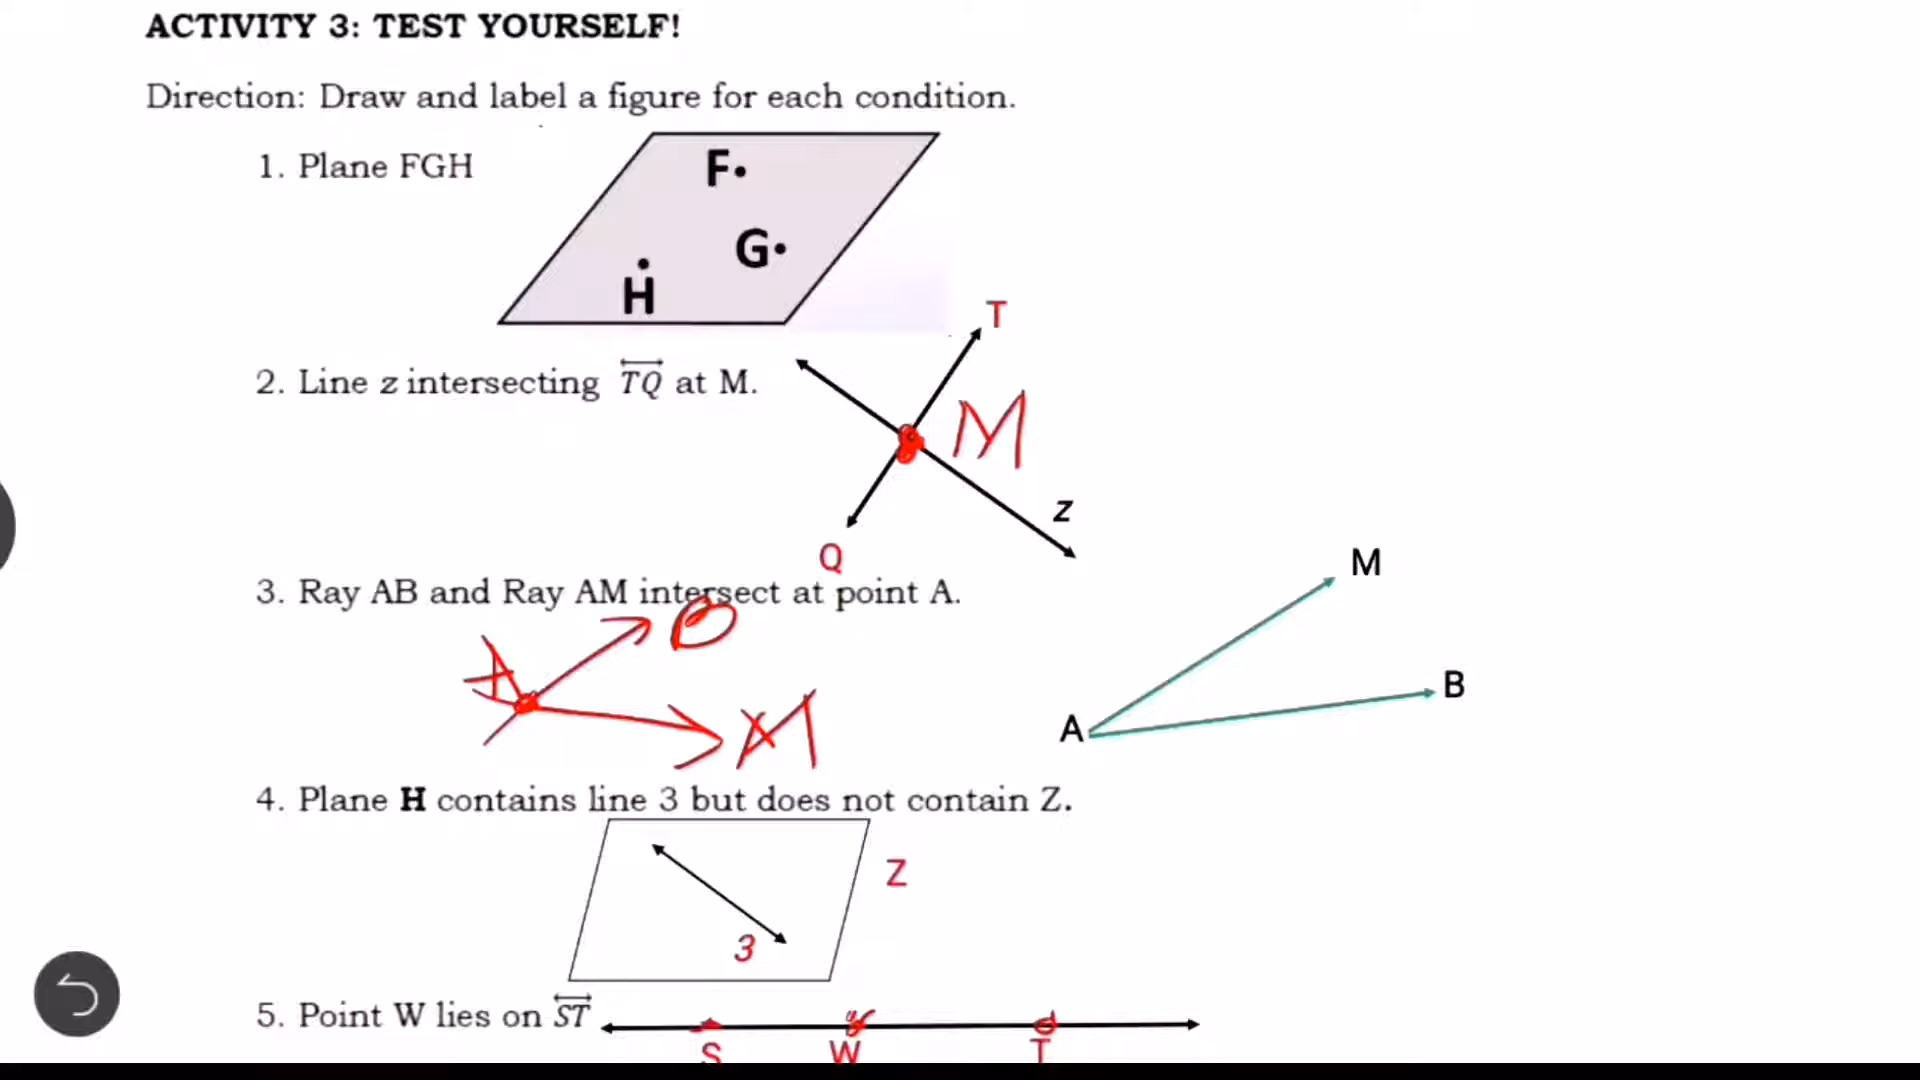 ACTIVITY 3: TEST YOURSELF!
Direction: Draw and label a figure for each condition.
1. Plane FGH
F
G
H
2. Line z intersecting TQ at M.
T
M
z
Q
3. Ray AB and Ray AM intersect at point A.
B
A
M
M
B
A
4. Plane H contains line 3 but does not contain Z.
Z
3
5. Point W lies on ST
S W T